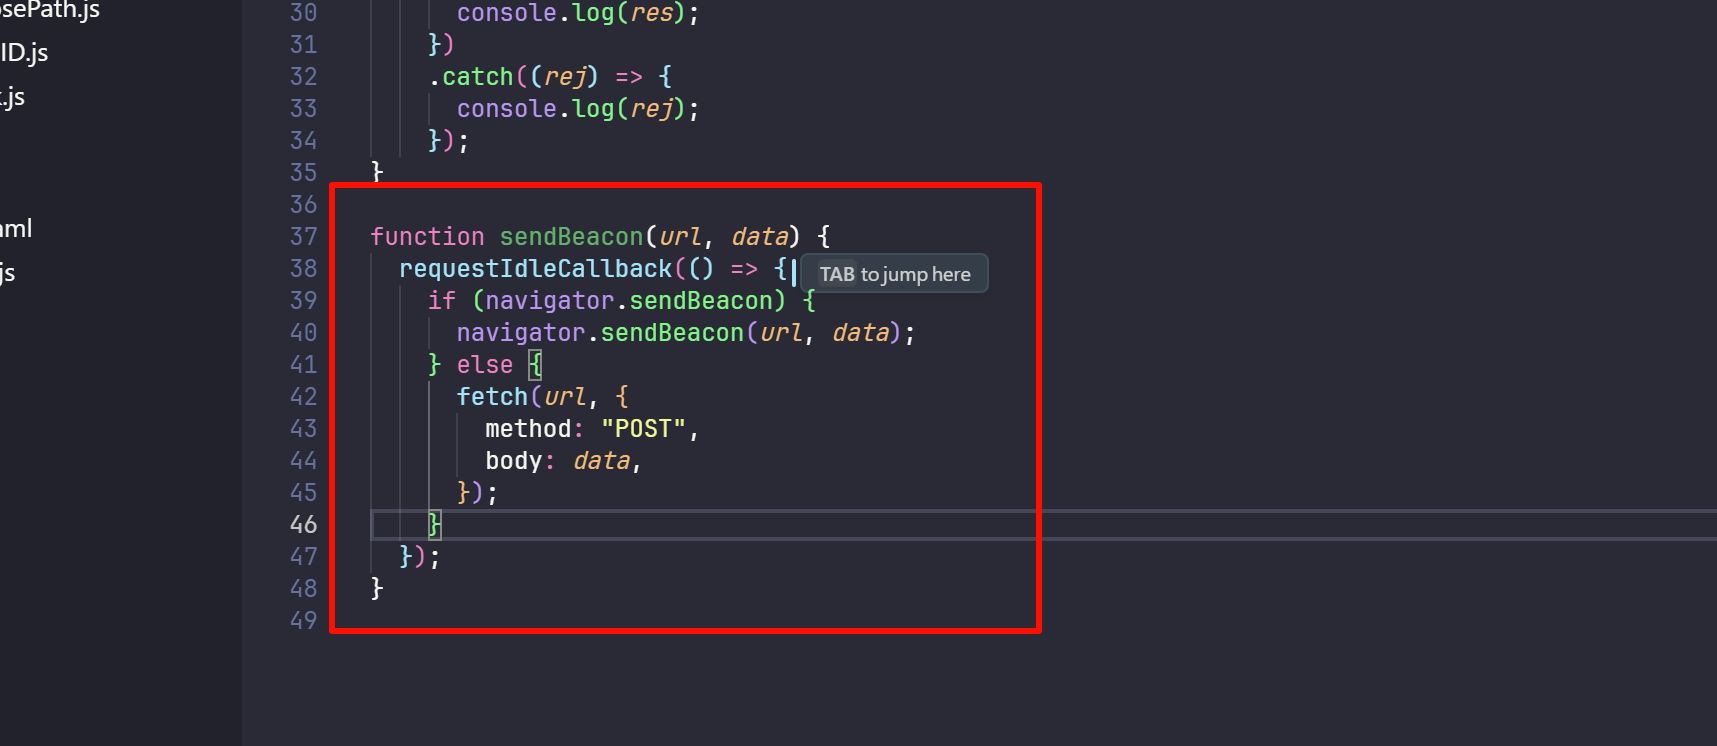 osePath.js
ID.js
.js
aml
js
30 console.log(res);
31 })
32 .catch((rej) => {
33 console.log(rej);
34 });
35 }
36
37 function sendBeacon(url, data) {
38 requestIdleCallback(() => { TAB to jump here
39 if (navigator.sendBeacon) {
40 navigator.sendBeacon(url, data);
41 } else {
42 fetch(url, {
43 method: "POST",
44 body: data,
45 });
46 }
47 });
48 }
49